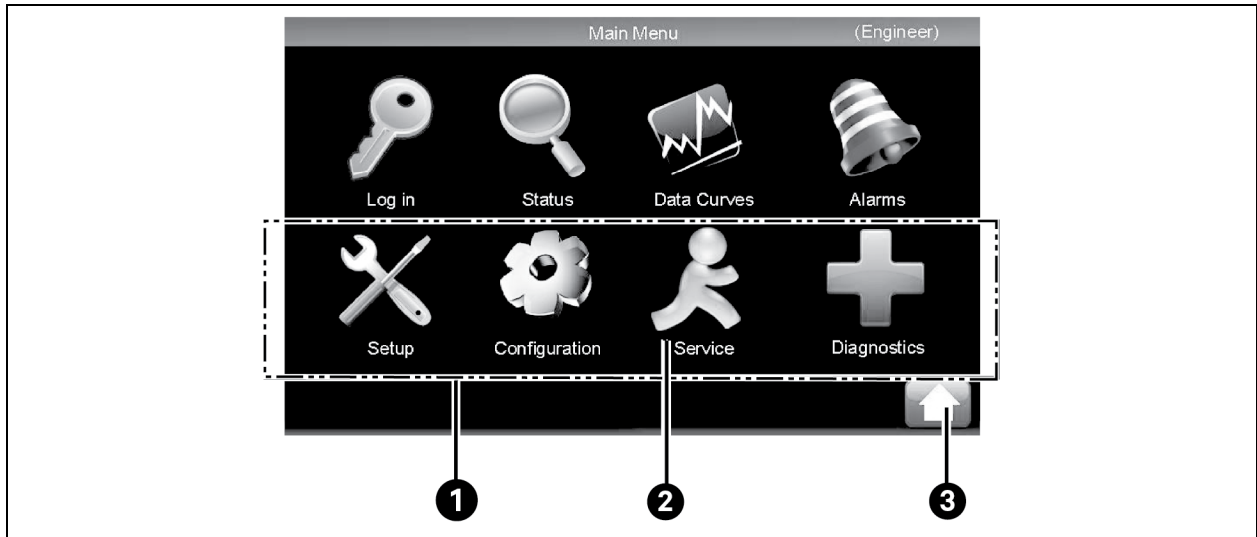 Main Menu (Engineer)
Log in Status Data Curves Alarms
Setup Configuration Service Diagnostics
1 2 3